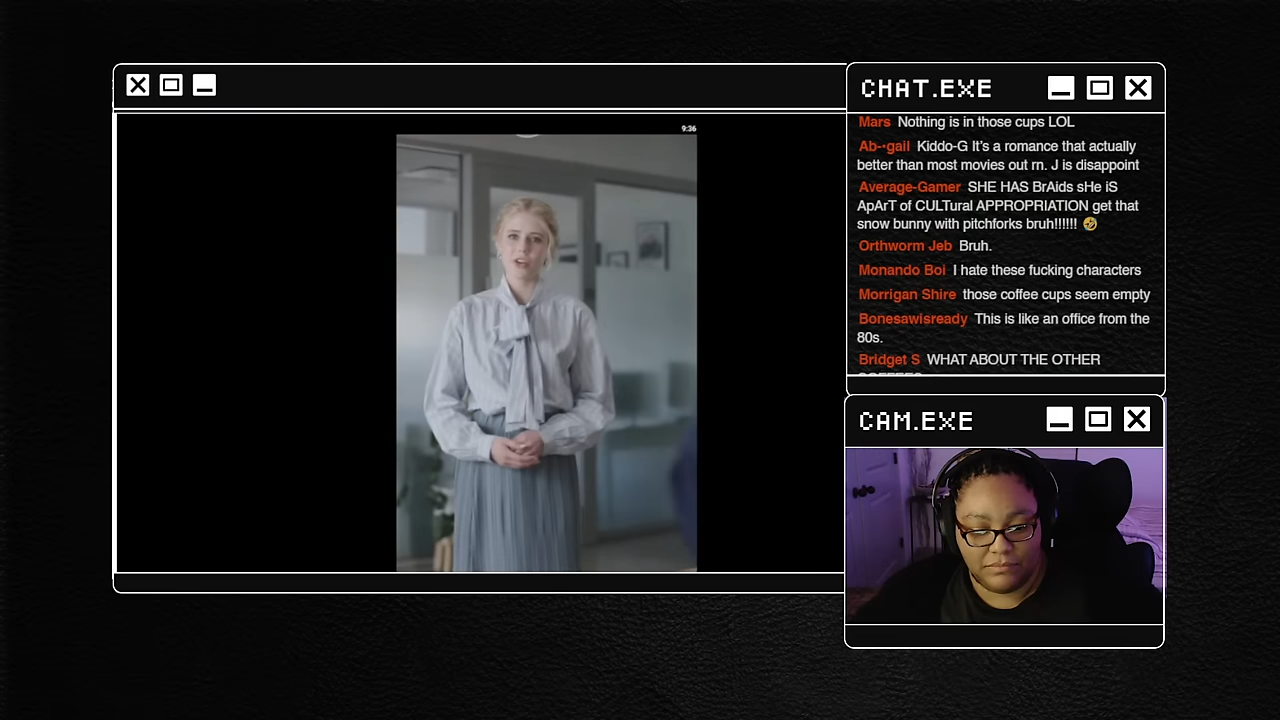 CHAT.EXE
9:36
Mars Nothing is in those cups LOL
Ab-•gail Kiddo-G It's a romance that actually
better than most movies out rn. J is disappoint
Average-Gamer SHE HAS BrAids sHe iS
ApArT of CULTural APPROPRIATION get that
snow bunny with pitchforks bruh!!!!!! 🤣
Orthworm Jeb Bruh.
Monando Boi I hate these fucking characters
Morrigan Shire those coffee cups seem empty
Bonesawisready This is like an office from the
80s.
Bridget S WHAT ABOUT THE OTHER
CAM.EXE